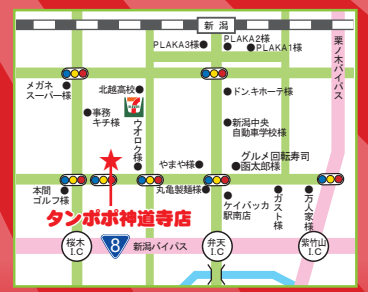 新潟
PLAKA3様
PLAKA2様
PLAKA1様
栗ノ木バイパス
メガネ
スーパー様
北越高校
ドン.キホーテ様
事務
キチ様
ウオロク様
新潟中央
自動車学校様
やまや様
グルメ回転寿司
函太郎様
本間
ゴルフ様
丸亀製麺様
ケイバッカ
駅南店
ガスト様
万人家様
タンポポ神道寺店
桜木
I.C
8
新潟バイパス
弁天
I.C
紫竹山
I.C